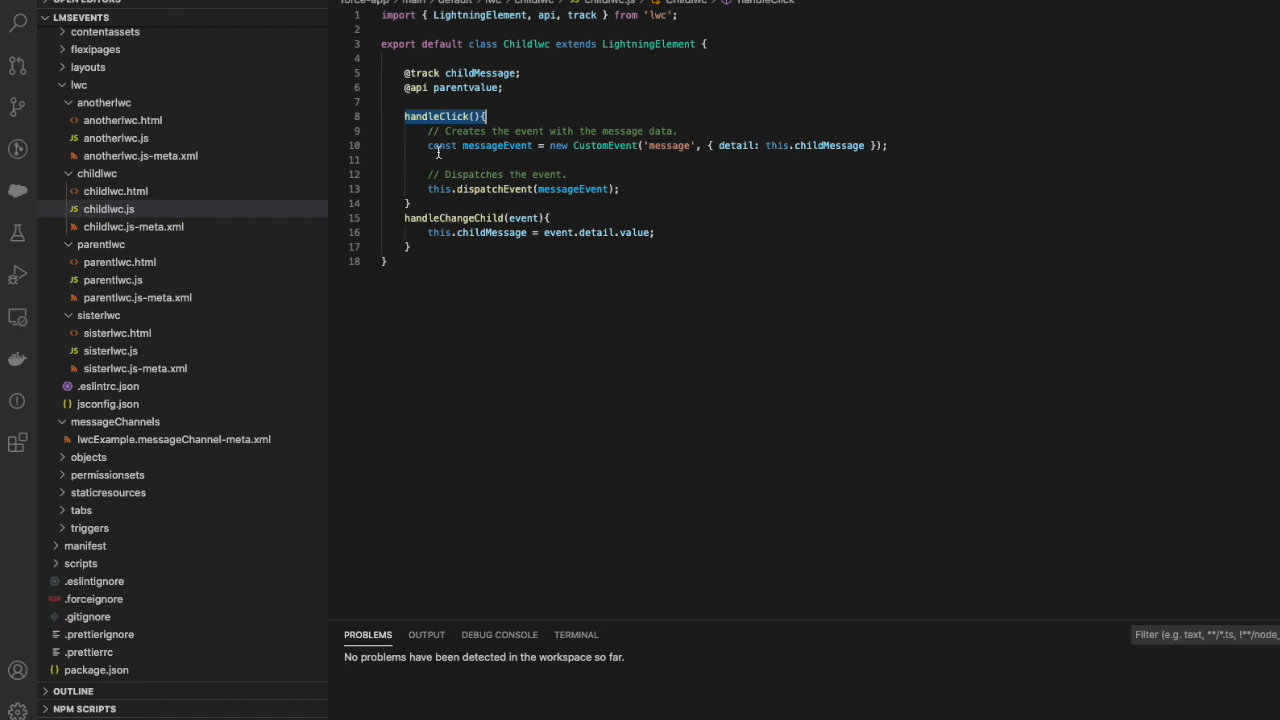 LMSEVENTS
contentassets
flexipages
layouts
lwc
anotherlwc
anotherlwc.html
anotherlwc.js
anotherlwc.js-meta.xml
childlwc
childlwc.html
childlwc.js
childlwc.js-meta.xml
parentlwc
parentlwc.html
parentlwc.js
parentlwc.js-meta.xml
sisterlwc
sisterlwc.html
sisterlwc.js
sisterlwc.js-meta.xml
.eslintrc.json
jsconfig.json
messageChannels
lwcExample.messageChannel-meta.xml
objects
permissionsets
staticresources
tabs
triggers
manifest
scripts
.eslintignore
.forceignore
.gitignore
.prettierignore
.prettierrc
package.json
OUTLINE
NPM SCRIPTS
1 import { LightningElement, api, track } from 'lwc';
2
3 export default class Childlwc extends LightningElement {
4
5 @track childMessage;
6 @api parentvalue;
7
8 handleClick(){
9 // Creates the event with the message data.
10 const messageEvent = new CustomEvent('message', { detail: this.childMessage });
11
12 // Dispatches the event.
13 this.dispatchEvent(messageEvent);
14 }
15 handleChangeChild(event){
16 this.childMessage = event.detail.value;
17 }
18 }
PROBLEMS OUTPUT DEBUG CONSOLE TERMINAL Filter (e.g. text, **/*.ts, !**/node_
No problems have been detected in the workspace so far.